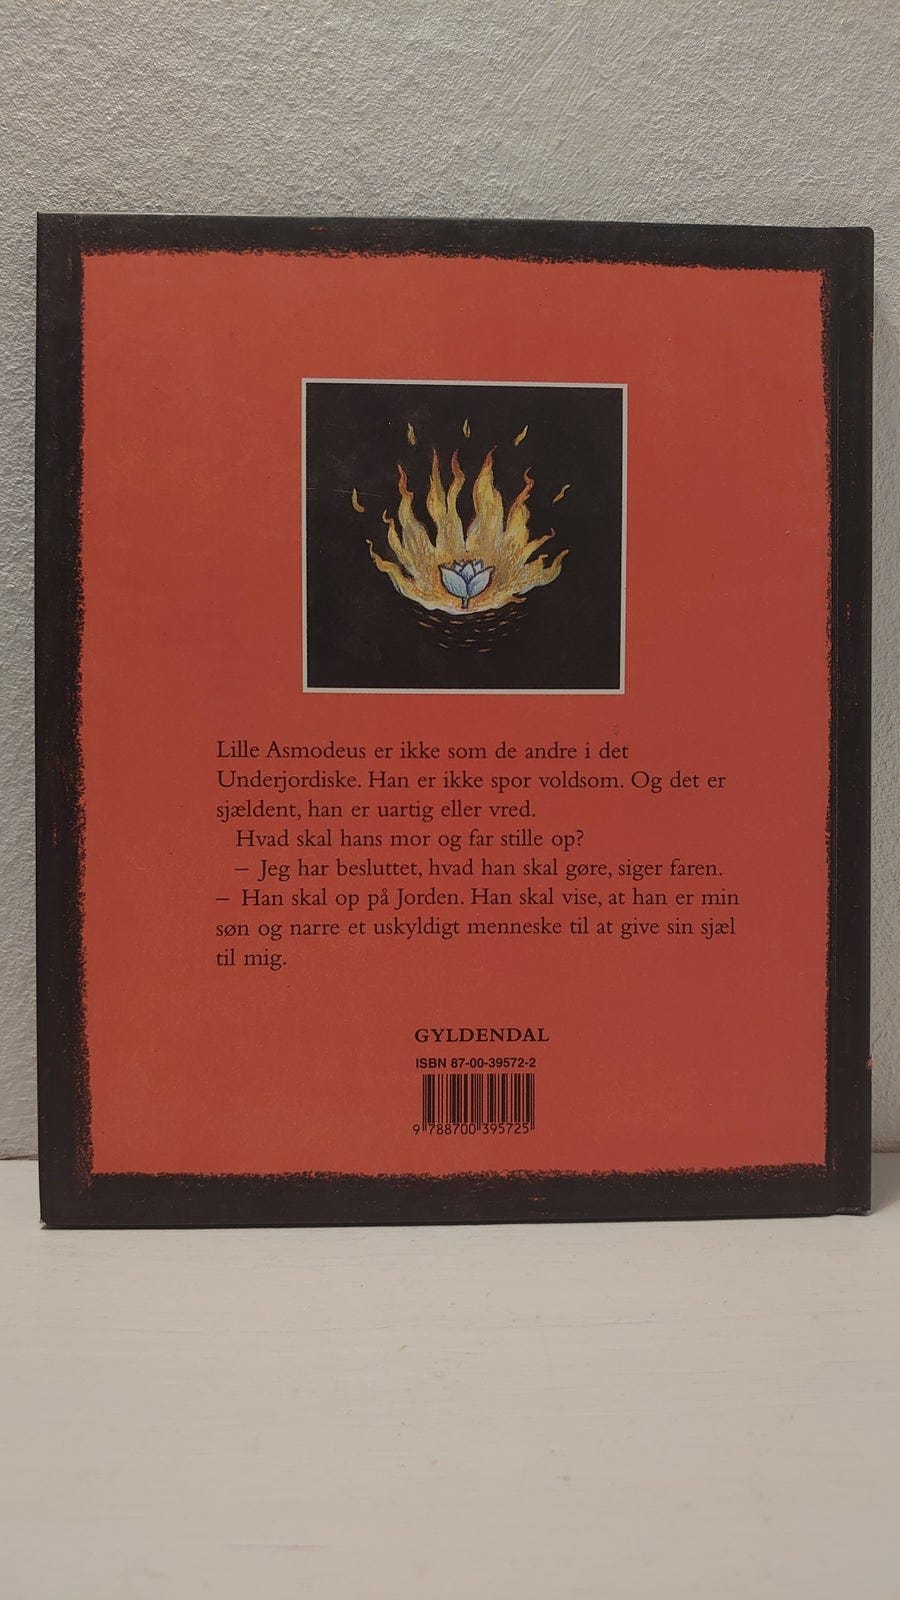 Lille Asmodeus er ikke som de andre i det
Underjordiske. Han er ikke spor voldsom. Og det er
sjældent, han er uartig eller vred.
Hvad skal hans mor og far stille op?
– Jeg har besluttet, hvad han skal gøre, siger faren.
– Han skal op på Jorden. Han skal vise, at han er min
søn og narre et uskyldigt menneske til at give sin sjæl
til mig.
GYLDENDAL
ISBN 87-00-39572-2
9 788700 395725